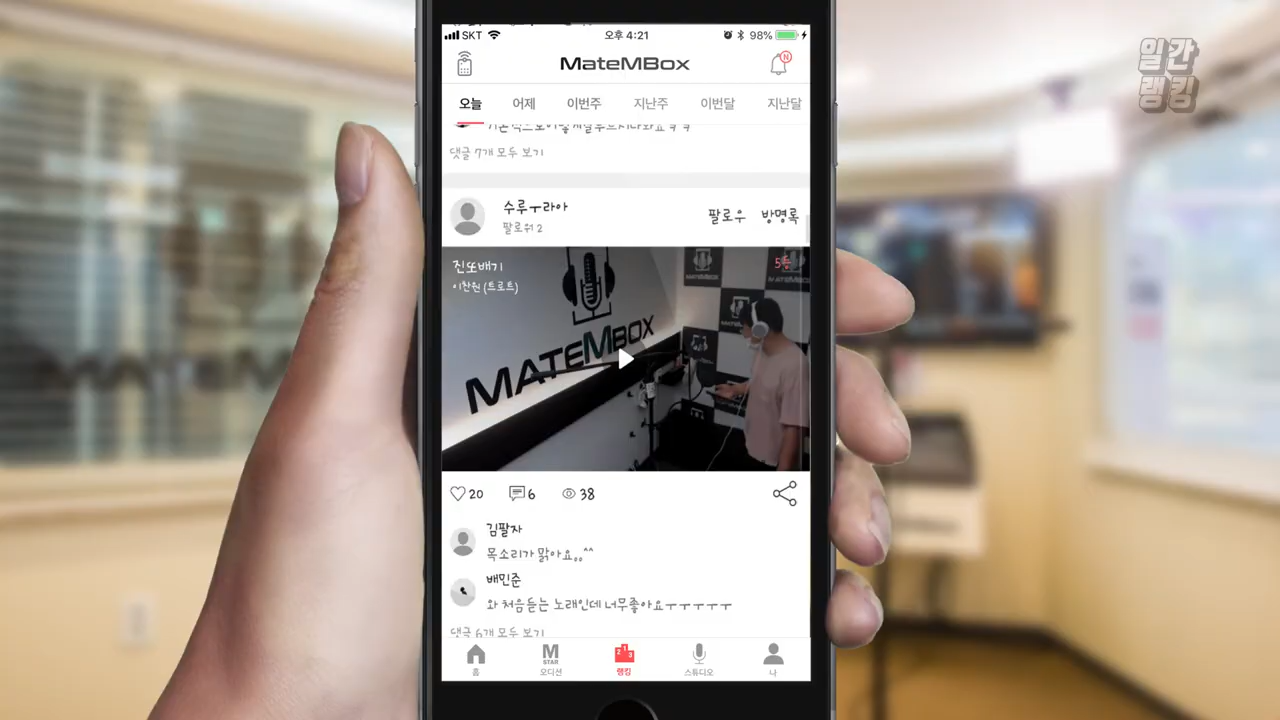 SKT 오후 4:21 98%
일간
랭킹
MateMBox
N
오늘 어제 이번주 지난주 이번달 지난달
댓글 7개 모두 보기
수루ㅜ라아
팔로워 2
팔로우 방명록
진또배기
5등
이찬원 (트로트)
MATEMBOX
MATEMBOX
20 6 38
김팔자
목소리가 맑아요,,^^
배민준
와 처음듣는 노래인데 너무좋아요ㅜㅜㅜㅜㅜ
댓글 6개 모두 보기
M
STAR
2 1 3
홈 오디션 랭킹 스튜디오 나